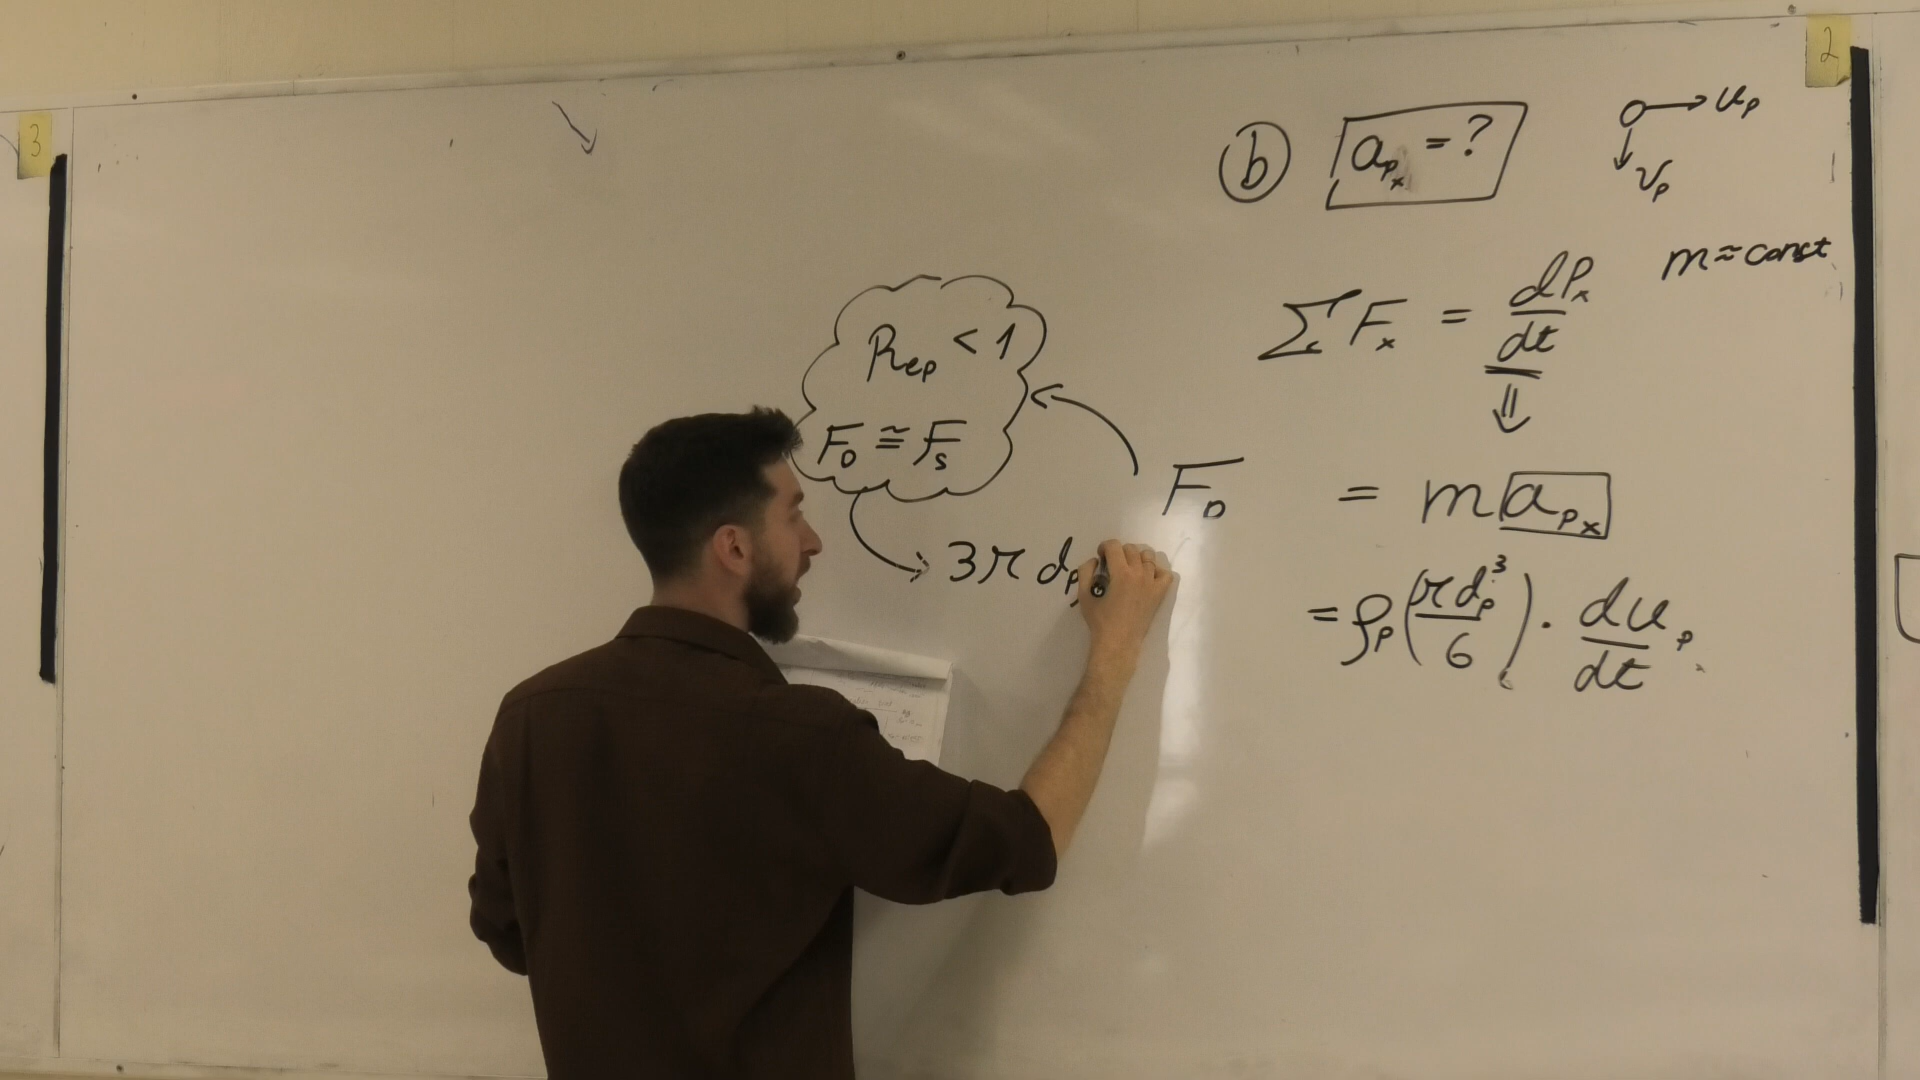 3
2
b a_px = ?
u_p
v_p
m ≈ const
∑ F_x = dP_x/dt
⇓
Re_p < 1
F_D ≅ F_s
F_D = m a_px
3π d_p
= ρ_p (π d_p^3 / 6) · du_p/dt